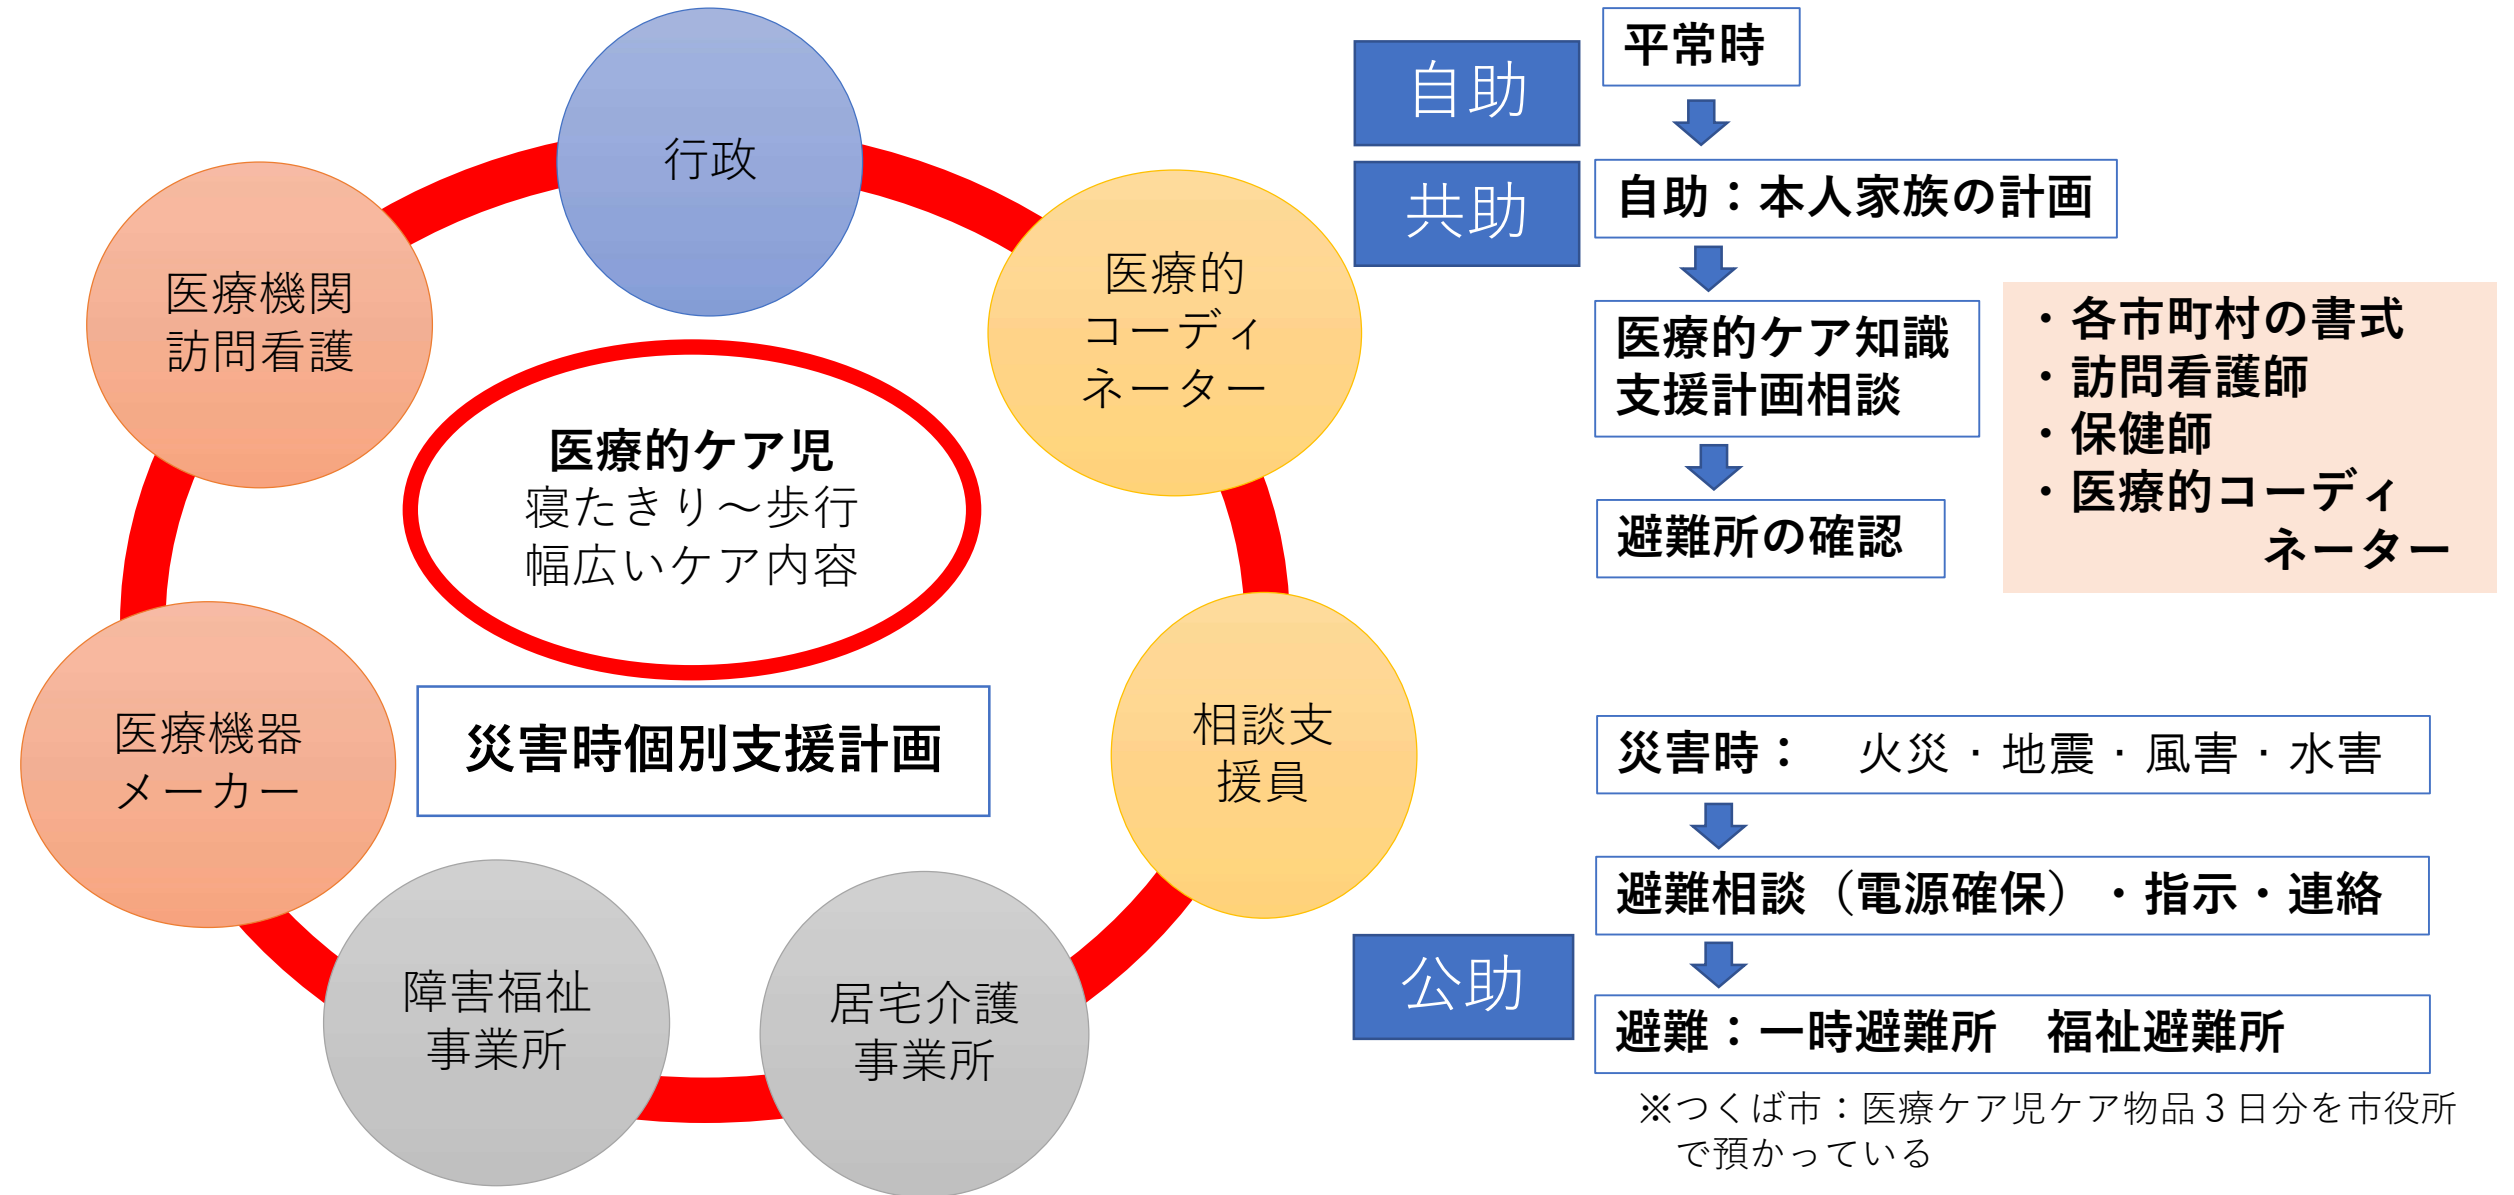 行政
医療機関
訪問看護
医療的
コーディ
ネーター
医療的ケア児
寝たきり～歩行
幅広いケア内容
医療機器
メーカー
災害時個別支援計画
相談支
援員
障害福祉
事業所
居宅介護
事業所
自助
共助
平常時
自助：本人家族の計画
医療的ケア知識
支援計画相談
避難所の確認
・各市町村の書式
・訪問看護師
・保健師
・医療的コーディ
ネーター
災害時：　火災・地震・風害・水害
避難相談（電源確保）・指示・連絡
公助
避難：一時避難所　福祉避難所
※つくば市：医療ケア児ケア物品3日分を市役所
で預かっている